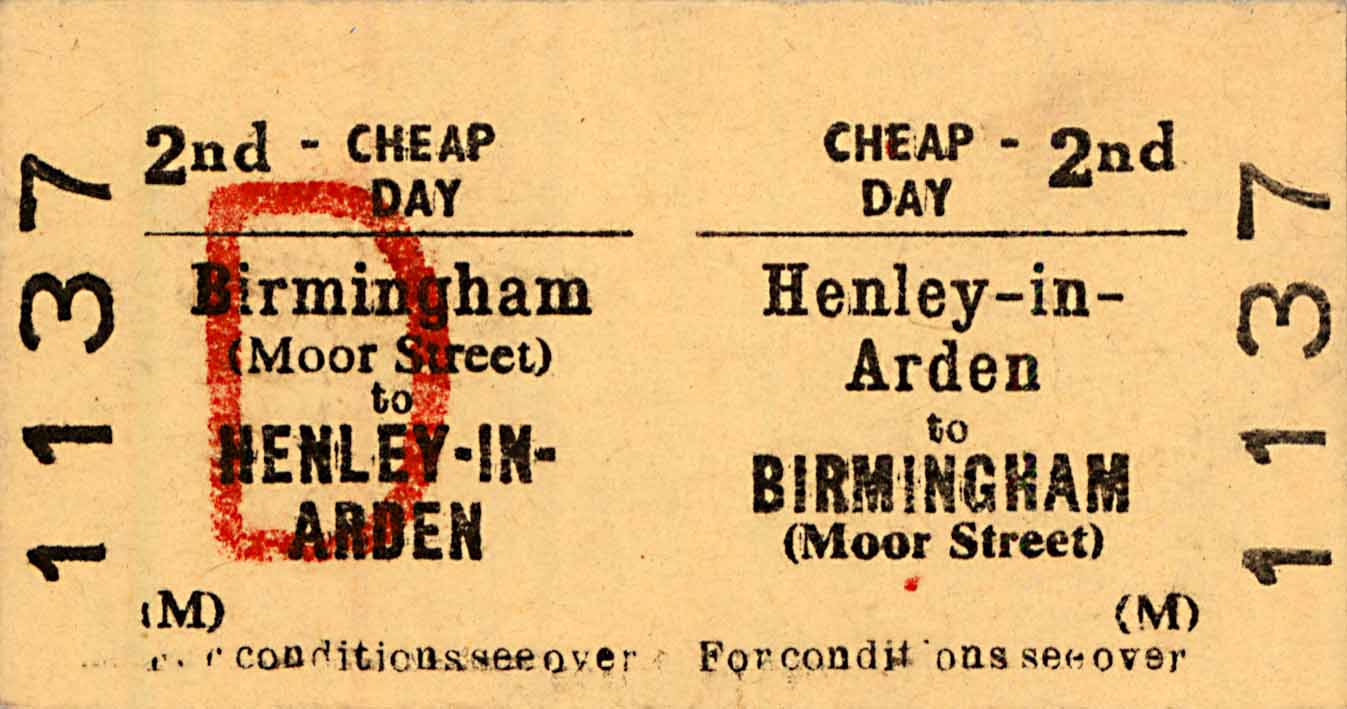 2nd - CHEAP
DAY
Birmingham
(Moor Street)
to
HENLEY-IN-
ARDEN
(M)
For conditions see over
D
1137
CHEAP - 2nd
DAY
Henley-in-
Arden
to
BIRMINGHAM
(Moor Street)
(M)
For conditions see over
1137